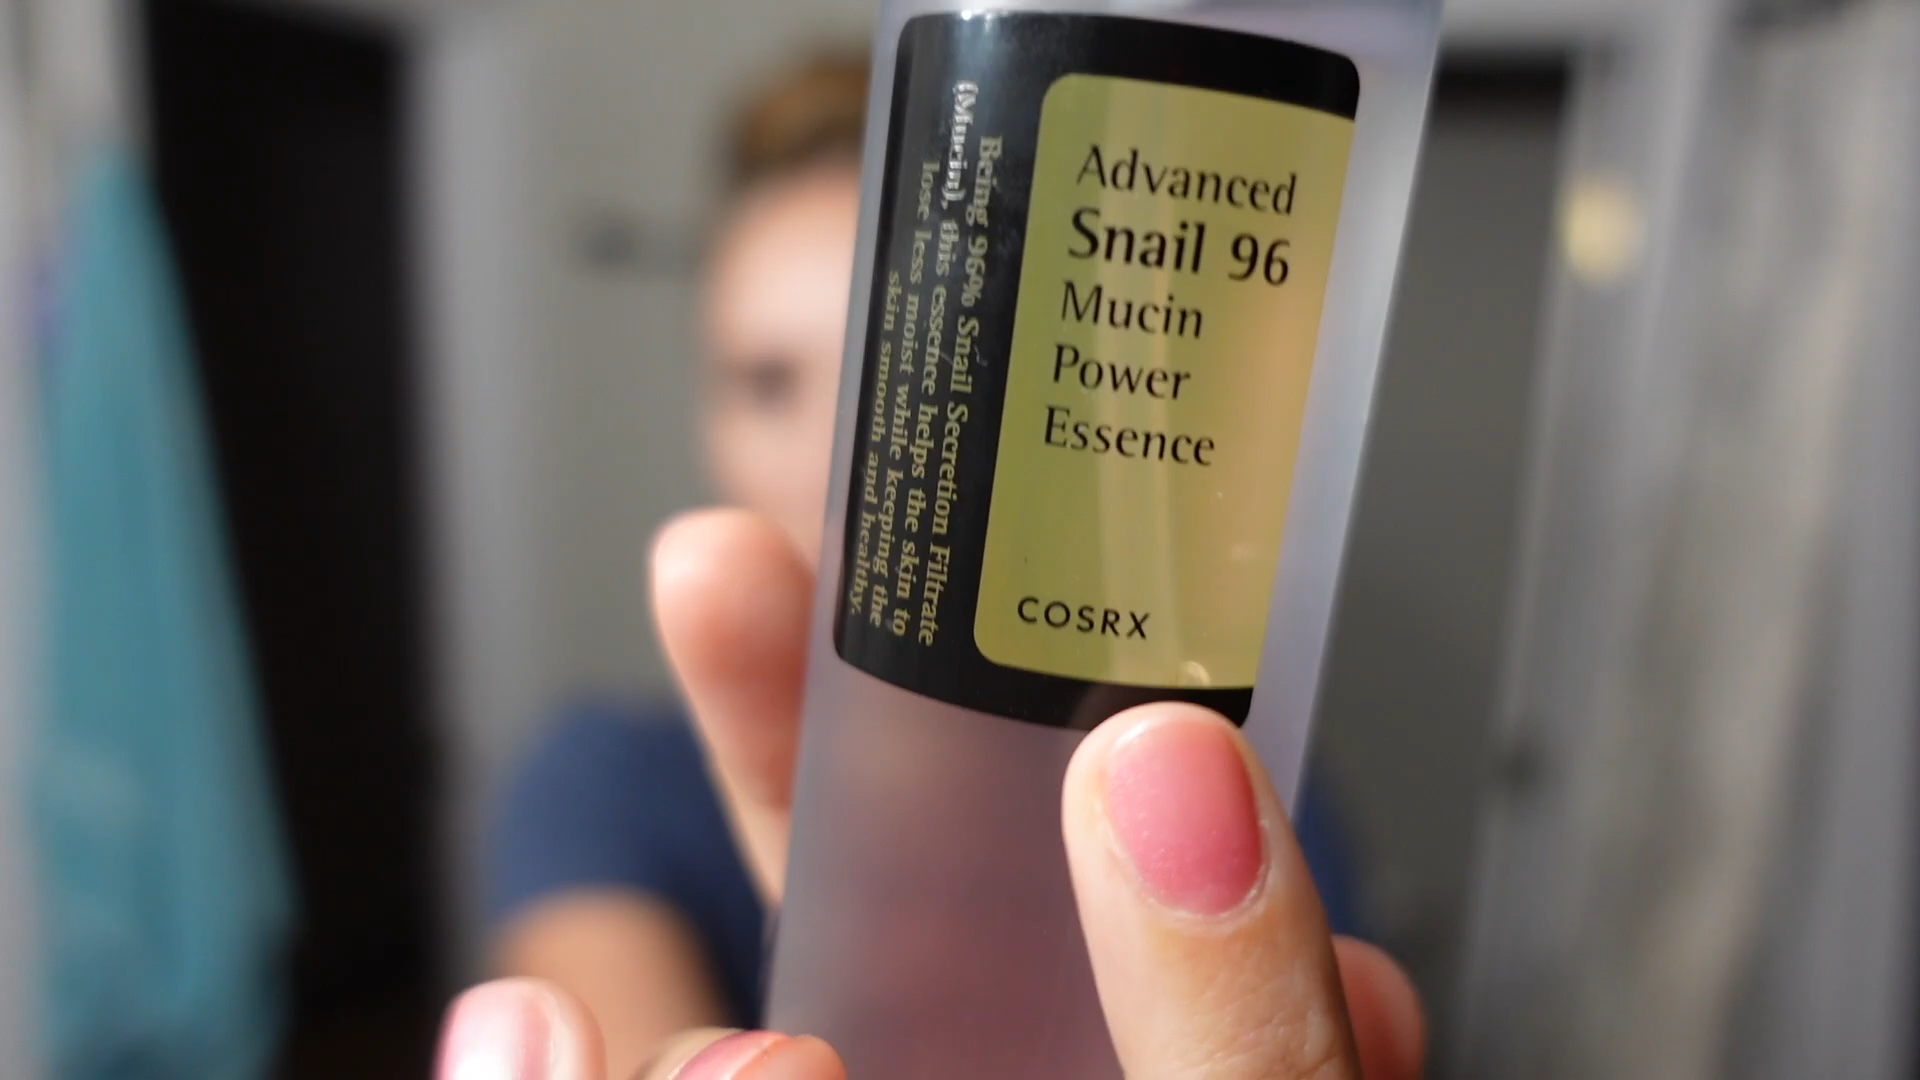 Advanced
Snail 96
Mucin
Power
Essence
COSRX
Being 96% Snail Secretion Filtrate
(Mucin), this essence helps the skin to
lose less moist while keeping the
skin smooth and healthy.